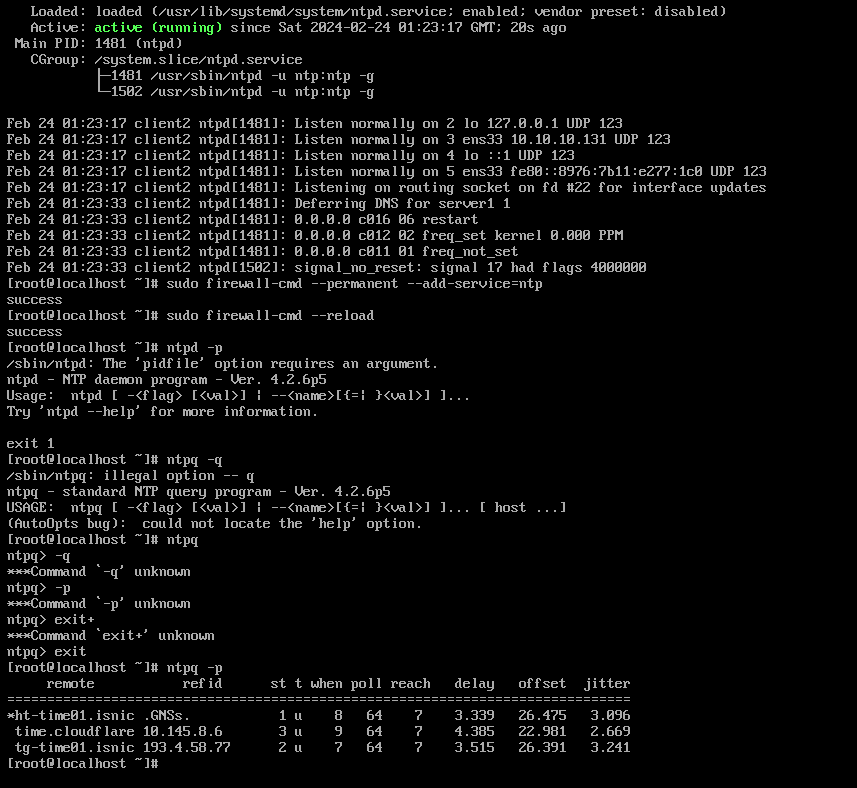 Loaded: loaded (/usr/lib/systemd/system/ntpd.service; enabled; vendor preset: disabled)
Active: active (running) since Sat 2024-02-24 01:23:17 GMT; 20s ago
Main PID: 1481 (ntpd)
CGroup: /system.slice/ntpd.service
├─1481 /usr/sbin/ntpd -u ntp:ntp -g
└─1502 /usr/sbin/ntpd -u ntp:ntp -g

Feb 24 01:23:17 client2 ntpd[1481]: Listen normally on 2 lo 127.0.0.1 UDP 123
Feb 24 01:23:17 client2 ntpd[1481]: Listen normally on 3 ens33 10.10.10.131 UDP 123
Feb 24 01:23:17 client2 ntpd[1481]: Listen normally on 4 lo ::1 UDP 123
Feb 24 01:23:17 client2 ntpd[1481]: Listen normally on 5 ens33 fe80::8976:7b11:e277:1c0 UDP 123
Feb 24 01:23:17 client2 ntpd[1481]: Listening on routing socket on fd #22 for interface updates
Feb 24 01:23:33 client2 ntpd[1481]: Deferring DNS for server1 1
Feb 24 01:23:33 client2 ntpd[1481]: 0.0.0.0 c016 06 restart
Feb 24 01:23:33 client2 ntpd[1481]: 0.0.0.0 c012 02 freq_set kernel 0.000 PPM
Feb 24 01:23:33 client2 ntpd[1481]: 0.0.0.0 c011 01 freq_not_set
Feb 24 01:23:33 client2 ntpd[1502]: signal_no_reset: signal 17 had flags 4000000
[root@localhost ~]# sudo firewall-cmd --permanent --add-service=ntp
success
[root@localhost ~]# sudo firewall-cmd --reload
success
[root@localhost ~]# ntpd -p
/sbin/ntpd: The 'pidfile' option requires an argument.
ntpd - NTP daemon program - Ver. 4.2.6p5
Usage:  ntpd [ -<flag> [<val>] | --<name>[{=| }<val>] ]...
Try 'ntpd --help' for more information.

exit 1
[root@localhost ~]# ntpq -q
/sbin/ntpq: illegal option -- q
ntpq - standard NTP query program - Ver. 4.2.6p5
USAGE:  ntpq [ -<flag> [<val>] | --<name>[{=| }<val>] ]... [ host ...]
(AutoOpts bug):  could not locate the 'help' option.
[root@localhost ~]# ntpq
ntpq> -q
***Command `-q' unknown
ntpq> -p
***Command `-p' unknown
ntpq> exit+
***Command `exit+' unknown
ntpq> exit
[root@localhost ~]# ntpq -p
remote refid st t when poll reach delay offset jitter
==============================================================================
*ht-time01.isnic .GNSs. 1 u 8 64 7 3.339 26.475 3.096
time.cloudflare 10.145.8.6 3 u 9 64 7 4.385 22.981 2.669
tg-time01.isnic 193.4.58.77 2 u 7 64 7 3.515 26.391 3.241
[root@localhost ~]#